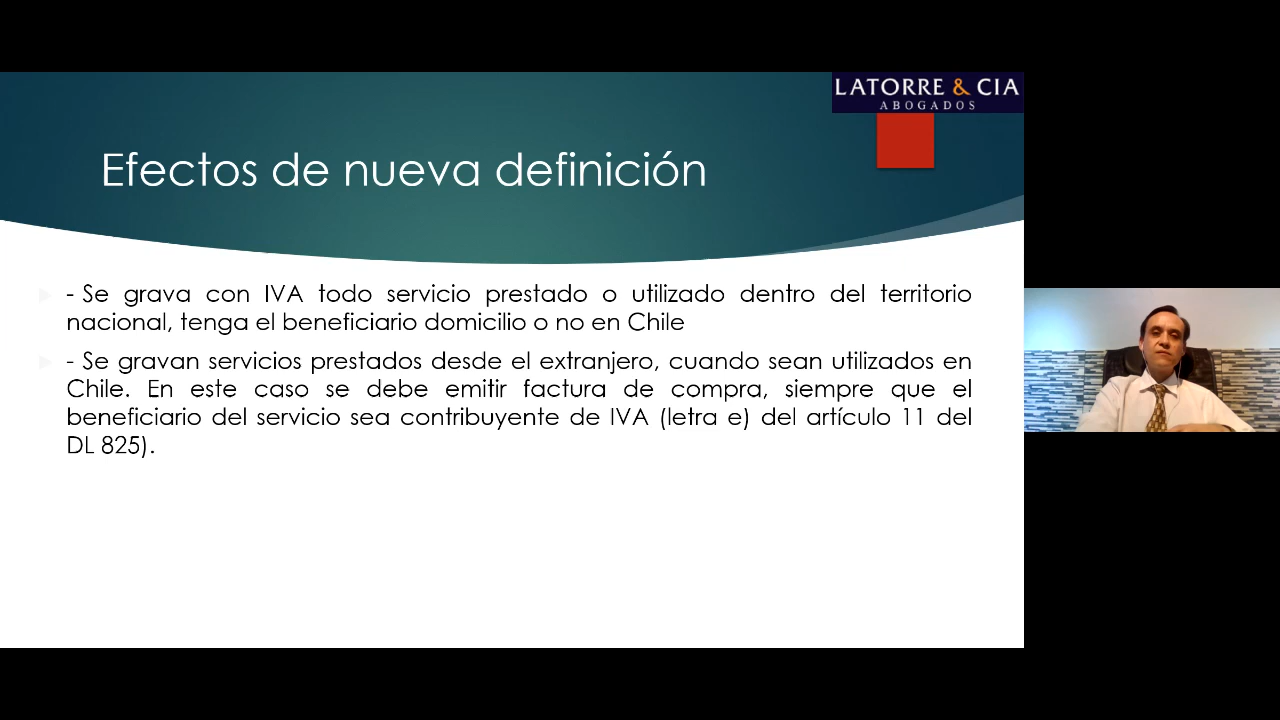 LATORRE & CIA
ABOGADOS
Efectos de nueva definición
- Se grava con IVA todo servicio prestado o utilizado dentro del territorio
nacional, tenga el beneficiario domicilio o no en Chile
- Se gravan servicios prestados desde el extranjero, cuando sean utilizados en
Chile. En este caso se debe emitir factura de compra, siempre que el
beneficiario del servicio sea contribuyente de IVA (letra e) del artículo 11 del
DL 825).